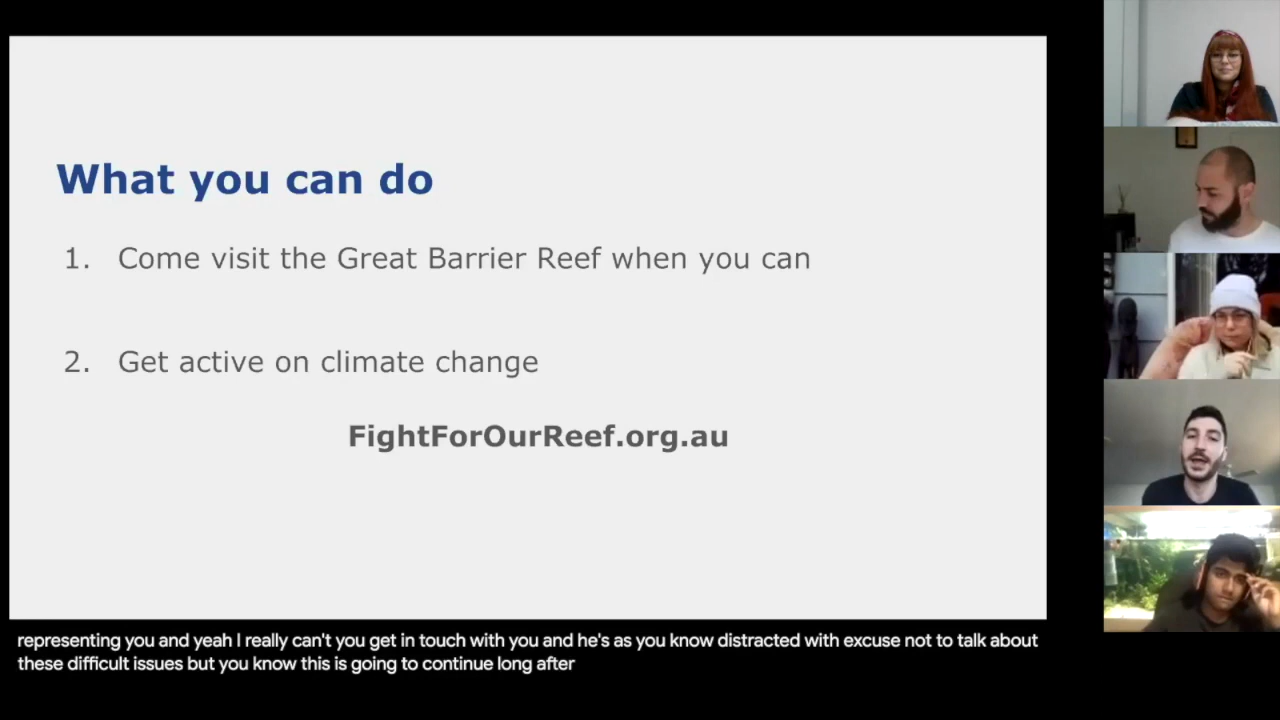 What you can do
1. Come visit the Great Barrier Reef when you can
2. Get active on climate change
FightForOurReef.org.au
representing you and yeah I really can't you get in touch with you and he's as you know distracted with excuse not to talk about
these difficult issues but you know this is going to continue long after